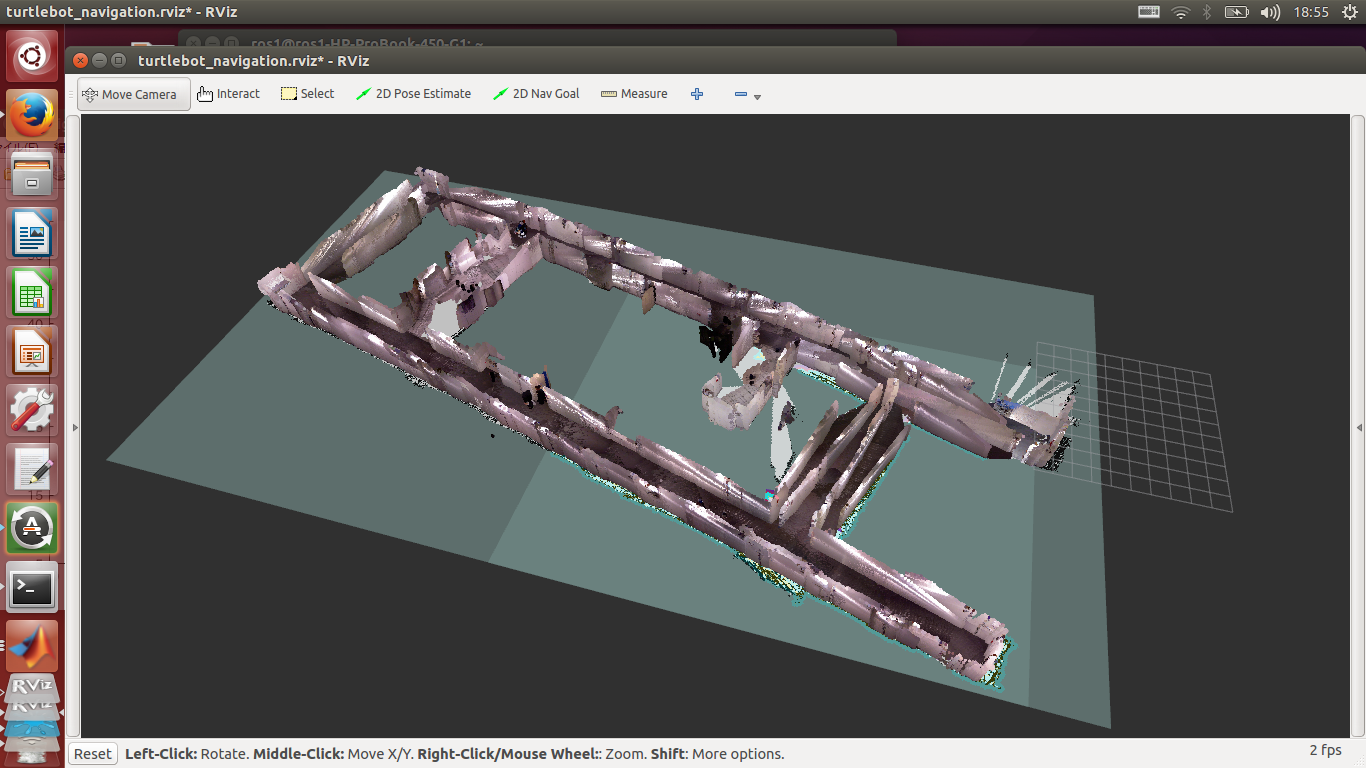 turtlebot_navigation.rviz* - RViz
18:55
ros1@ros1-HP-ProBook-450-G1: ~
turtlebot_navigation.rviz* - RViz
Move Camera
Interact
Select
2D Pose Estimate
2D Nav Goal
Measure
15
RViz
RViz
Reset
Left-Click: Rotate. Middle-Click: Move X/Y. Right-Click/Mouse Wheel:: Zoom. Shift: More options.
2 fps